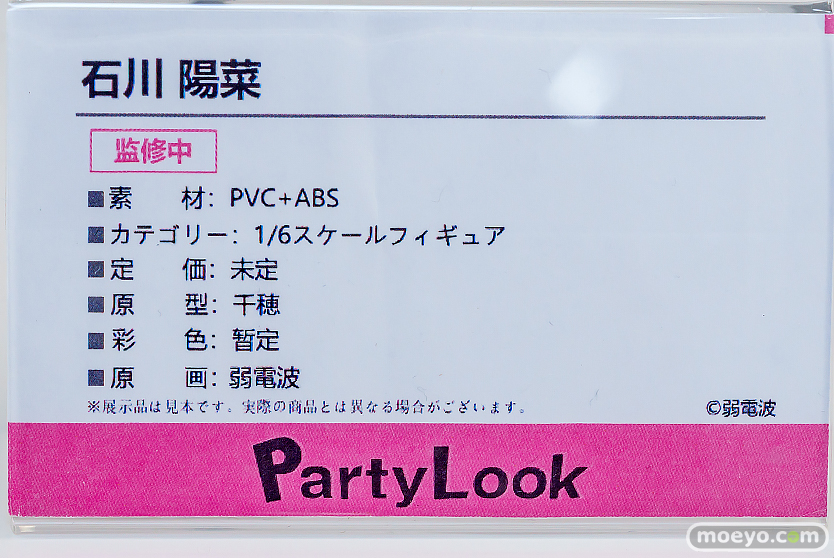 石川 陽菜
監修中
■素　　材：PVC+ABS
■カテゴリー：1/6スケールフィギュア
■定　　価：未定
■原　　型：千穂
■彩　　色：暂定
■原　　画：弱電波
※展示品は見本です。実際の商品とは異なる場合がございます。
©弱電波
PartyLook
moeyo.com